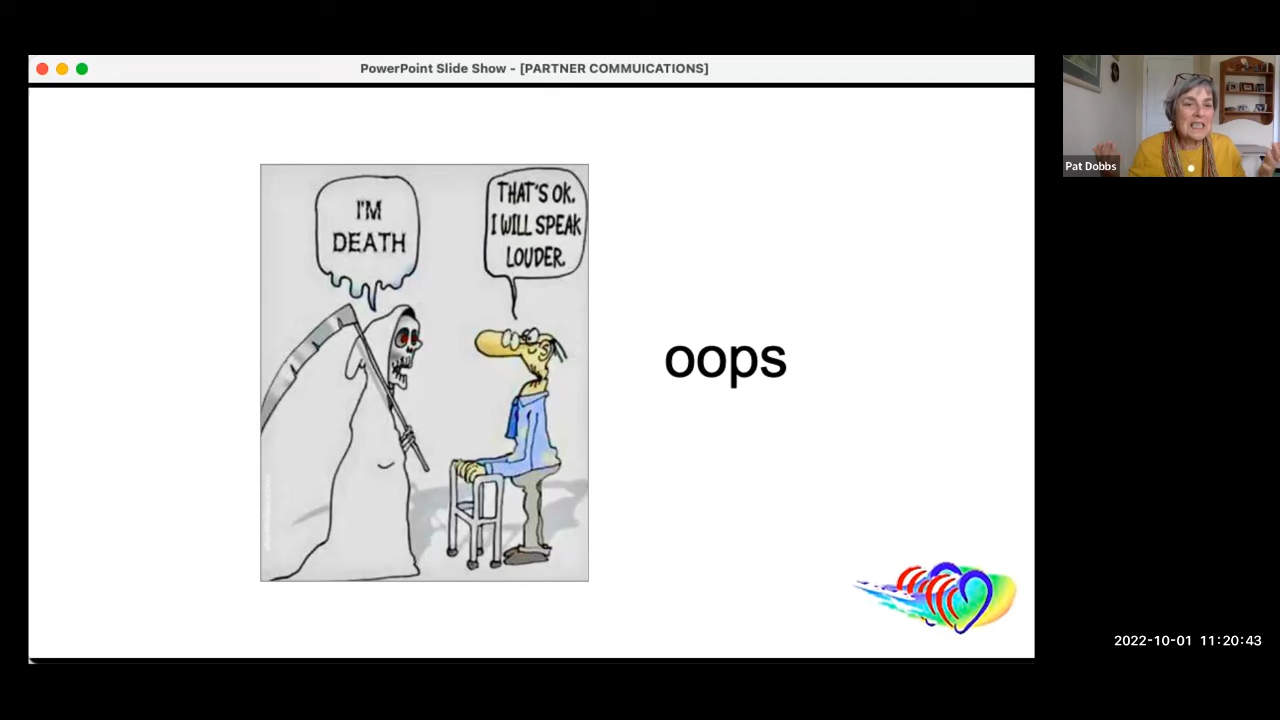 PowerPoint Slide Show - [PARTNER COMMUICATIONS]
I'M
DEATH
THAT'S OK.
I WILL SPEAK
LOUDER.
oops
Pat Dobbs
2022-10-01 11:20:43